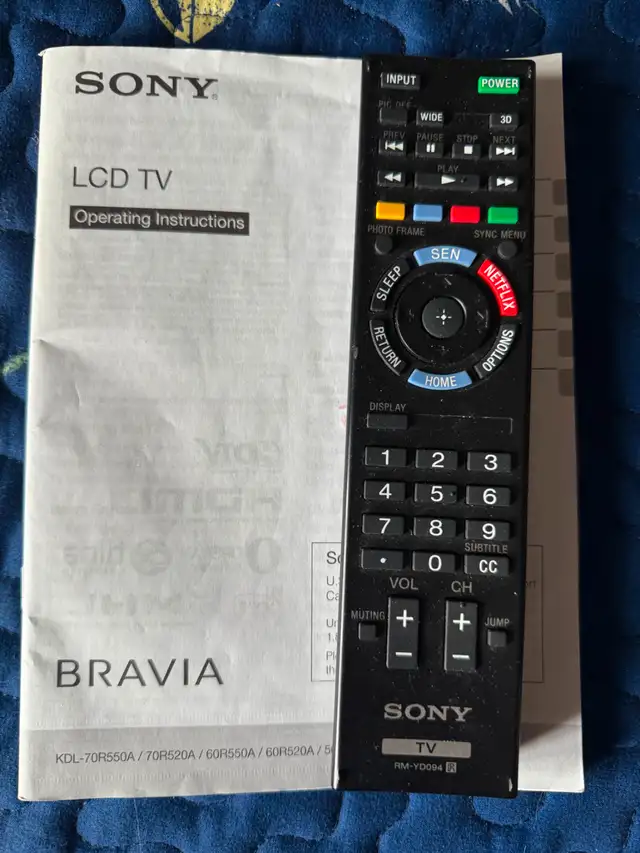 SONY
LCD TV
Operating Instructions
BRAVIA
KDL-70R550A / 70R520A / 60R550A / 60R520A /
INPUT
POWER
PIC OFF
WIDE
3D
PREV PAUSE STOP NEXT
PLAY
PHOTO FRAME
SYNC MENU
SEN
SLEEP
NETFLIX
RETURN
OPTIONS
HOME
DISPLAY
1 2 3
4 5 6
7 8 9
SUBTITLE
. 0 CC
VOL CH
MUTING + + JUMP
– –
SONY
TV
RM-YD094